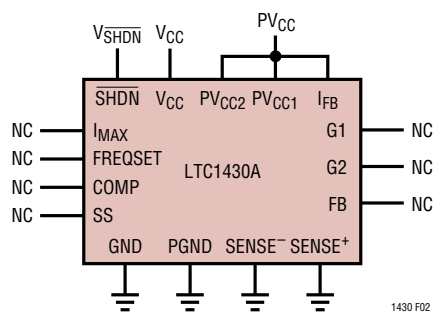 PVCC
VSHDN VCC
SHDN VCC PVCC2 PVCC1 IFB
NC IMAX G1 NC
NC FREQSET
LTC1430A G2 NC
NC COMP
FB NC
NC SS
GND PGND SENSE– SENSE+
1430 F02